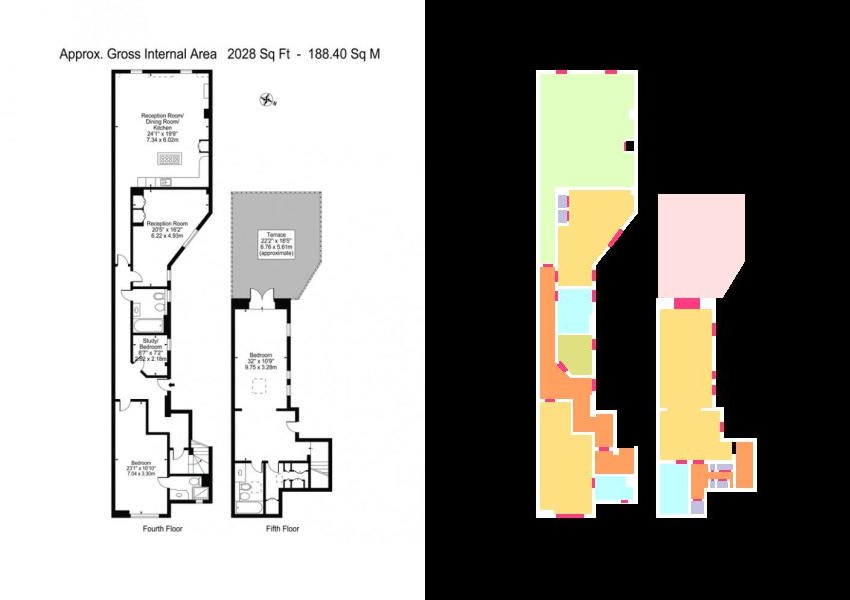 Approx. Gross Internal Area 2028 Sq Ft - 188.40 Sq M
N
Reception Room/
Dining Room/
Kitchen
24'1" x 19'9"
7.34 x 6.02m
Reception Room
20'5" x 16'2"
6.22 x 4.93m
Terrace
22'2" x 18'5"
6.76 x 5.61m
(approximate)
Study/
Bedroom
8'7" x 7'2"
2.62 x 2.18m
Bedroom
32' x 10'9"
9.75 x 3.28m
Bedroom
23'1" x 10'10"
7.04 x 3.30m
Fourth Floor
Fifth Floor